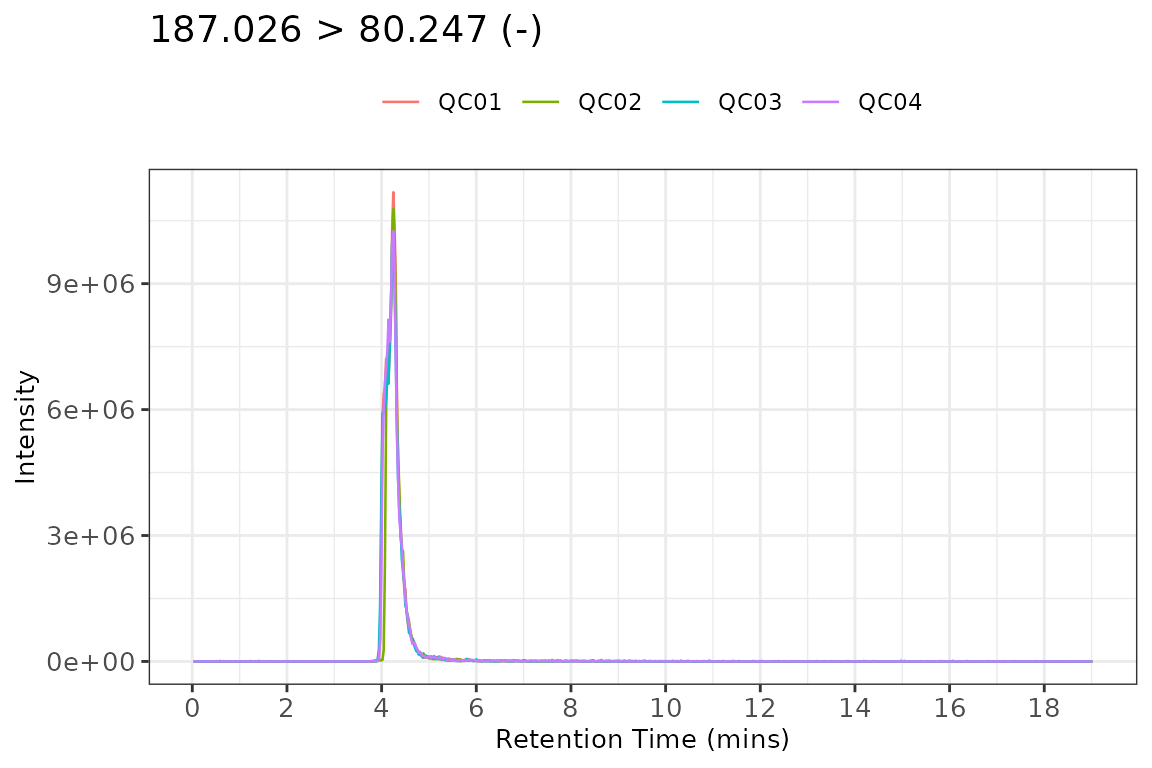 187.026 > 80.247 (-)
QC01 QC02 QC03 QC04
9e+06
6e+06
3e+06
0e+00
Intensity
0 2 4 6 8 10 12 14 16 18
Retention Time (mins)